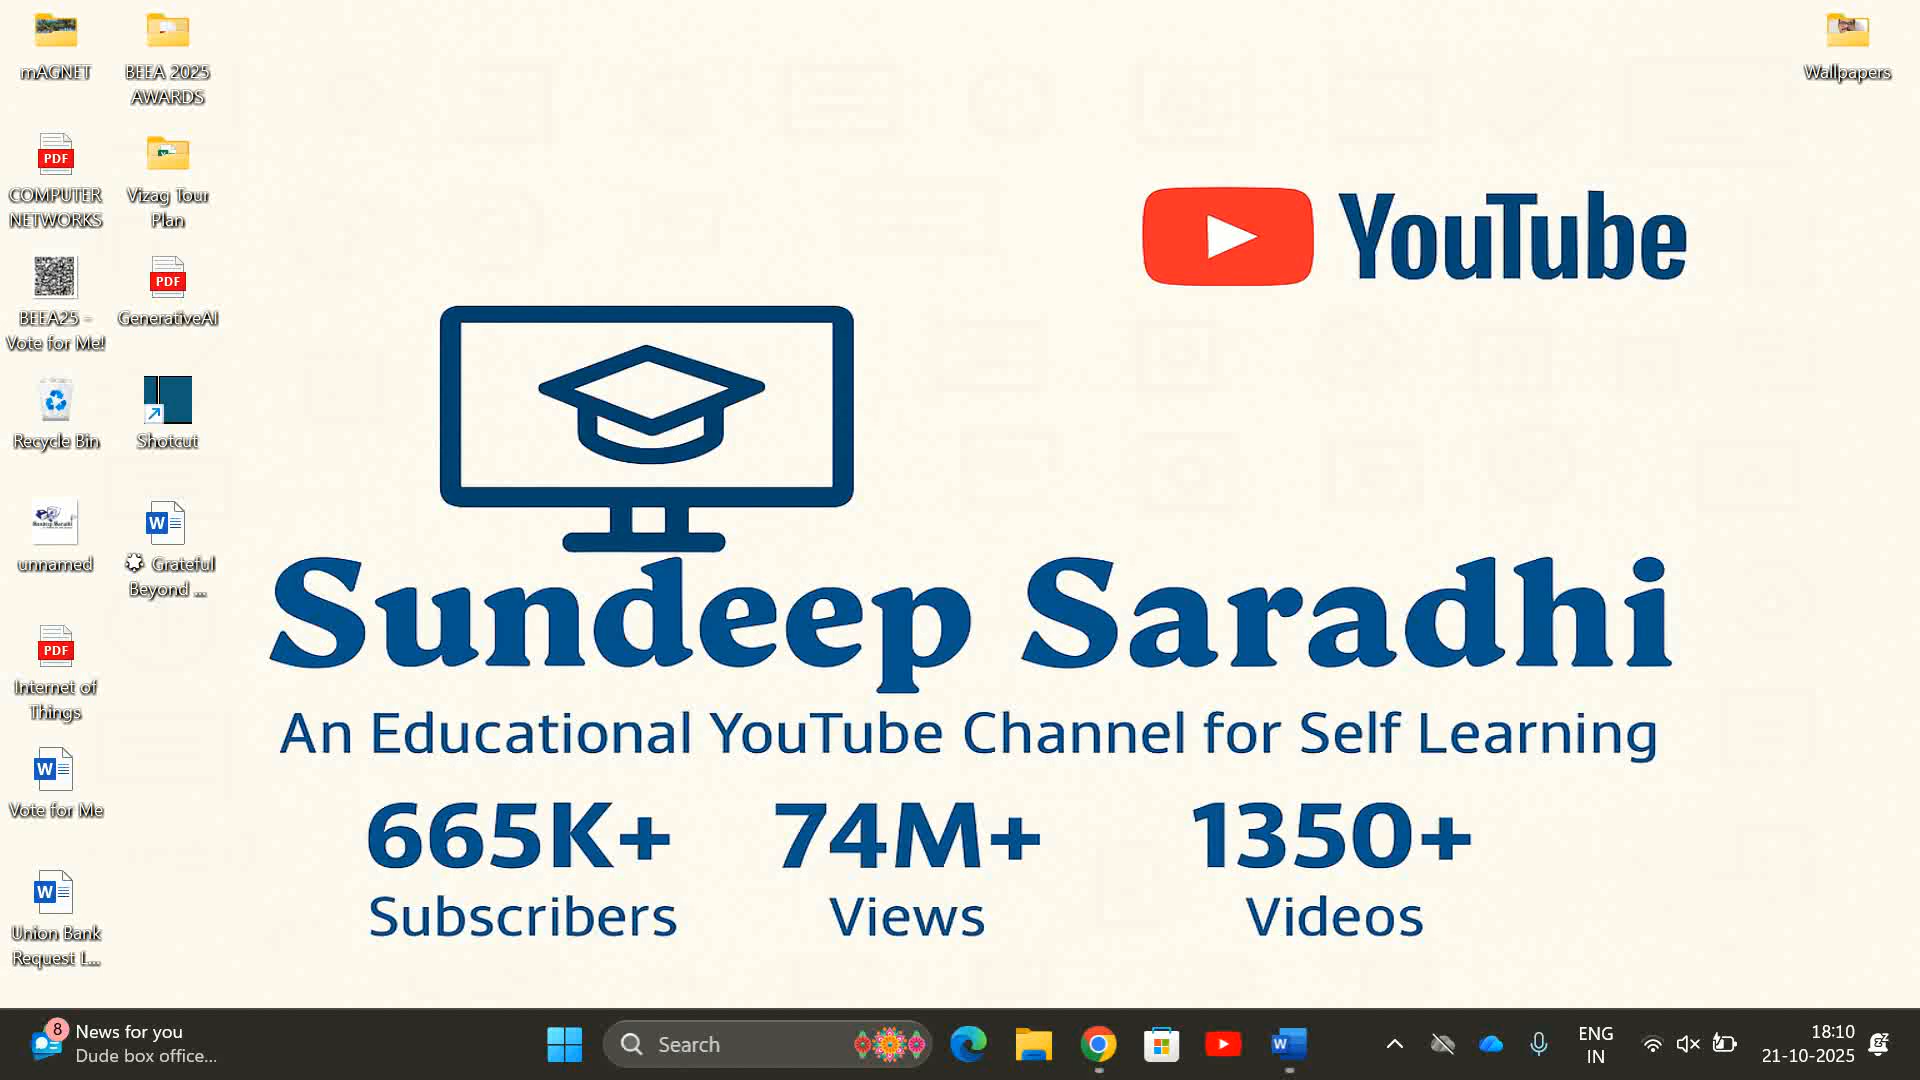 mAGNET
BEEA 2025
AWARDS
Wallpapers
PDF
COMPUTER
NETWORKS
Vizag Tour
Plan
YouTube
BEEA25 -
Vote for Me!
PDF
GenerativeAI
Recycle Bin
Shotcut
unnamed
W
Grateful
Beyond ...
Sundeep Saradhi
An Educational YouTube Channel for Self Learning
PDF
Internet of
Things
W
Vote for Me
665K+
Subscribers
74M+
Views
1350+
Videos
W
Union Bank
Request L...
8
News for you
Dude box office...
Search
W
ENG
IN
18:10
21-10-2025